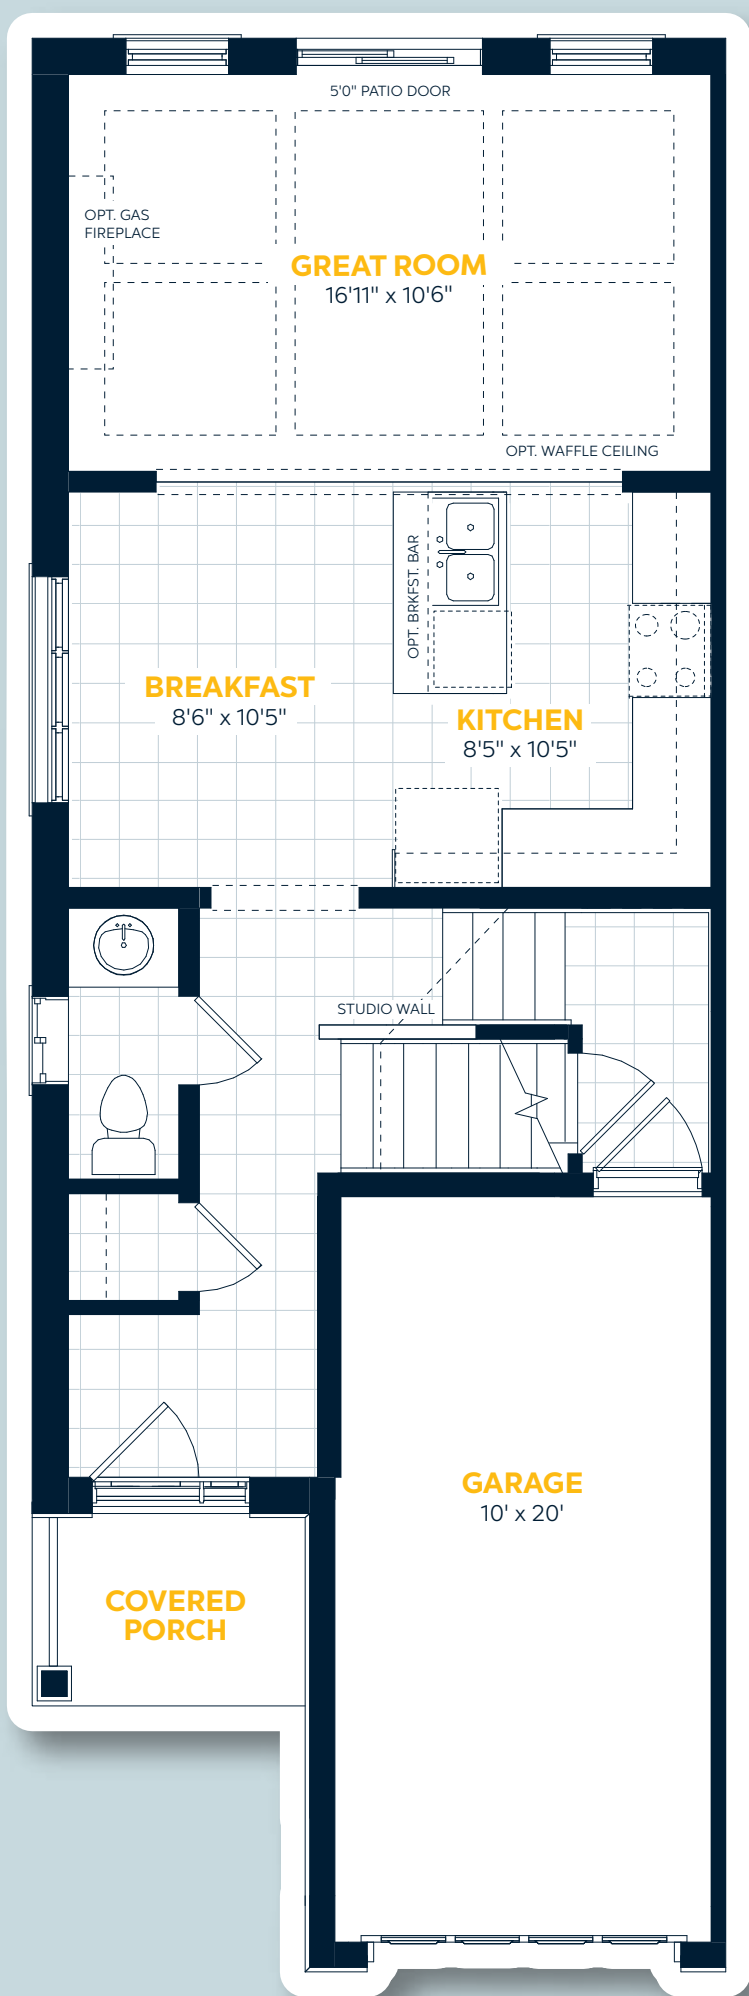 5'0" PATIO DOOR
OPT. GAS
FIREPLACE
GREAT ROOM
16'11" x 10'6"
OPT. WAFFLE CEILING
OPT. BRKFST. BAR
BREAKFAST
8'6" x 10'5"
KITCHEN
8'5" x 10'5"
STUDIO WALL
GARAGE
10' x 20'
COVERED
PORCH